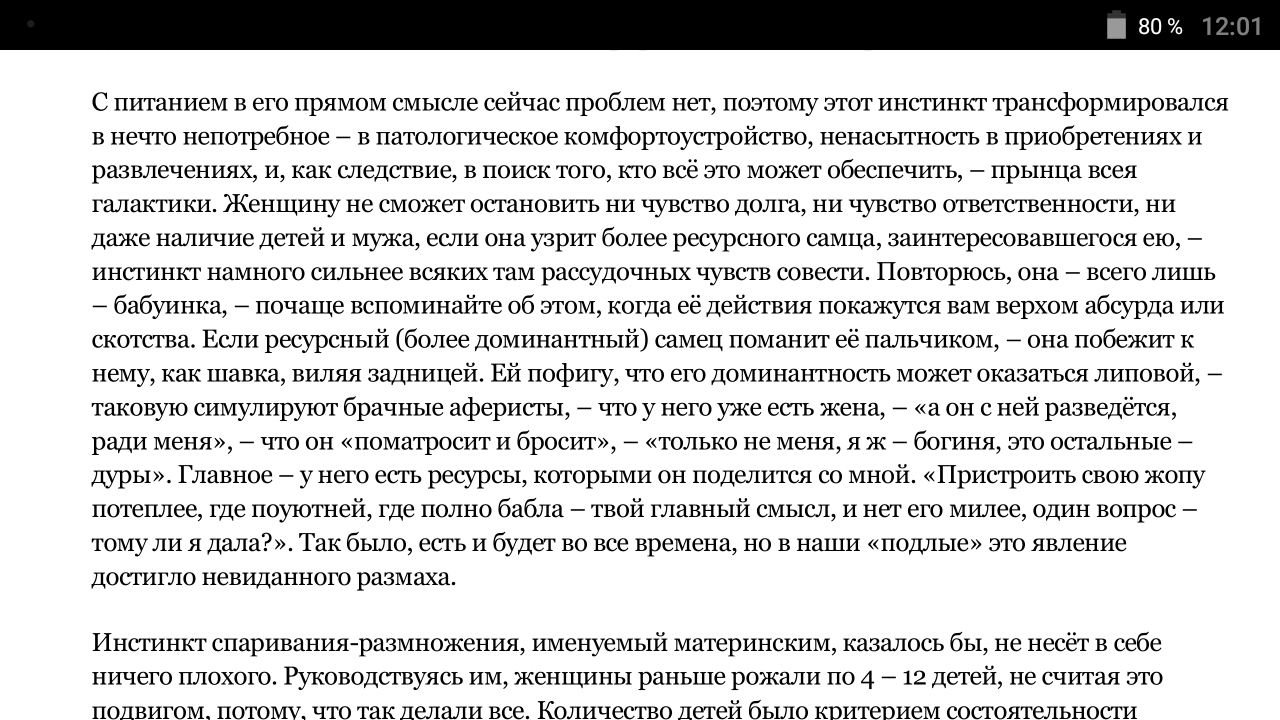 80 % 12:01
С питанием в его прямом смысле сейчас проблем нет, поэтому этот инстинкт трансформировался
в нечто непотребное – в патологическое комфортоустройство, ненасытность в приобретениях и
развлечениях, и, как следствие, в поиск того, кто всё это может обеспечить, – прынца всея
галактики. Женщину не сможет остановить ни чувство долга, ни чувство ответственности, ни
даже наличие детей и мужа, если она узрит более ресурсного самца, заинтересовавшегося ею, –
инстинкт намного сильнее всяких там рассудочных чувств совести. Повторюсь, она – всего лишь
– бабуинка, – почаще вспоминайте об этом, когда её действия покажутся вам верхом абсурда или
скотства. Если ресурсный (более доминантный) самец поманит её пальчиком, – она побежит к
нему, как шавка, виляя задницей. Ей пофигу, что его доминантность может оказаться липовой, –
таковую симулируют брачные аферисты, – что у него уже есть жена, – «а он с ней разведётся,
ради меня», – что он «поматросит и бросит», – «только не меня, я ж – богиня, это остальные –
дуры». Главное – у него есть ресурсы, которыми он поделится со мной. «Пристроить свою жопу
потеплее, где поуютней, где полно бабла – твой главный смысл, и нет его милее, один вопрос –
тому ли я дала?». Так было, есть и будет во все времена, но в наши «подлые» это явление
достигло невиданного размаха.
Инстинкт спаривания-размножения, именуемый материнским, казалось бы, не несёт в себе
ничего плохого. Руководствуясь им, женщины раньше рожали по 4 – 12 детей, не считая это
подвигом, потому, что так делали все. Количество детей было критерием состоятельности